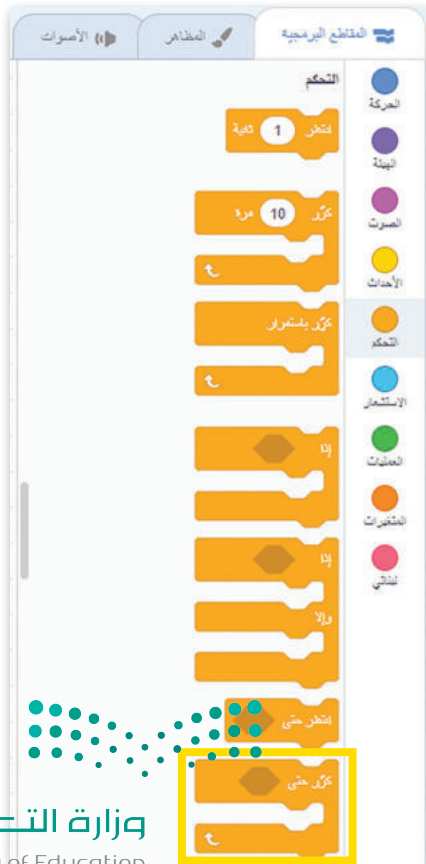 المقاطع البرمجية
المظاهر
الأصوات
التحكم
الحركة
الهيئة
الصوت
الأحداث
التحكم
الاستشعار
العمليات
المتغيرات
لبناتي
انتظر 1 ثانية
كرّر 10 مرة
كرّر باستمرار
إذا
إذا
وإلا
انتظر حتى
كرّر حتى
وزارة التـ
of Education